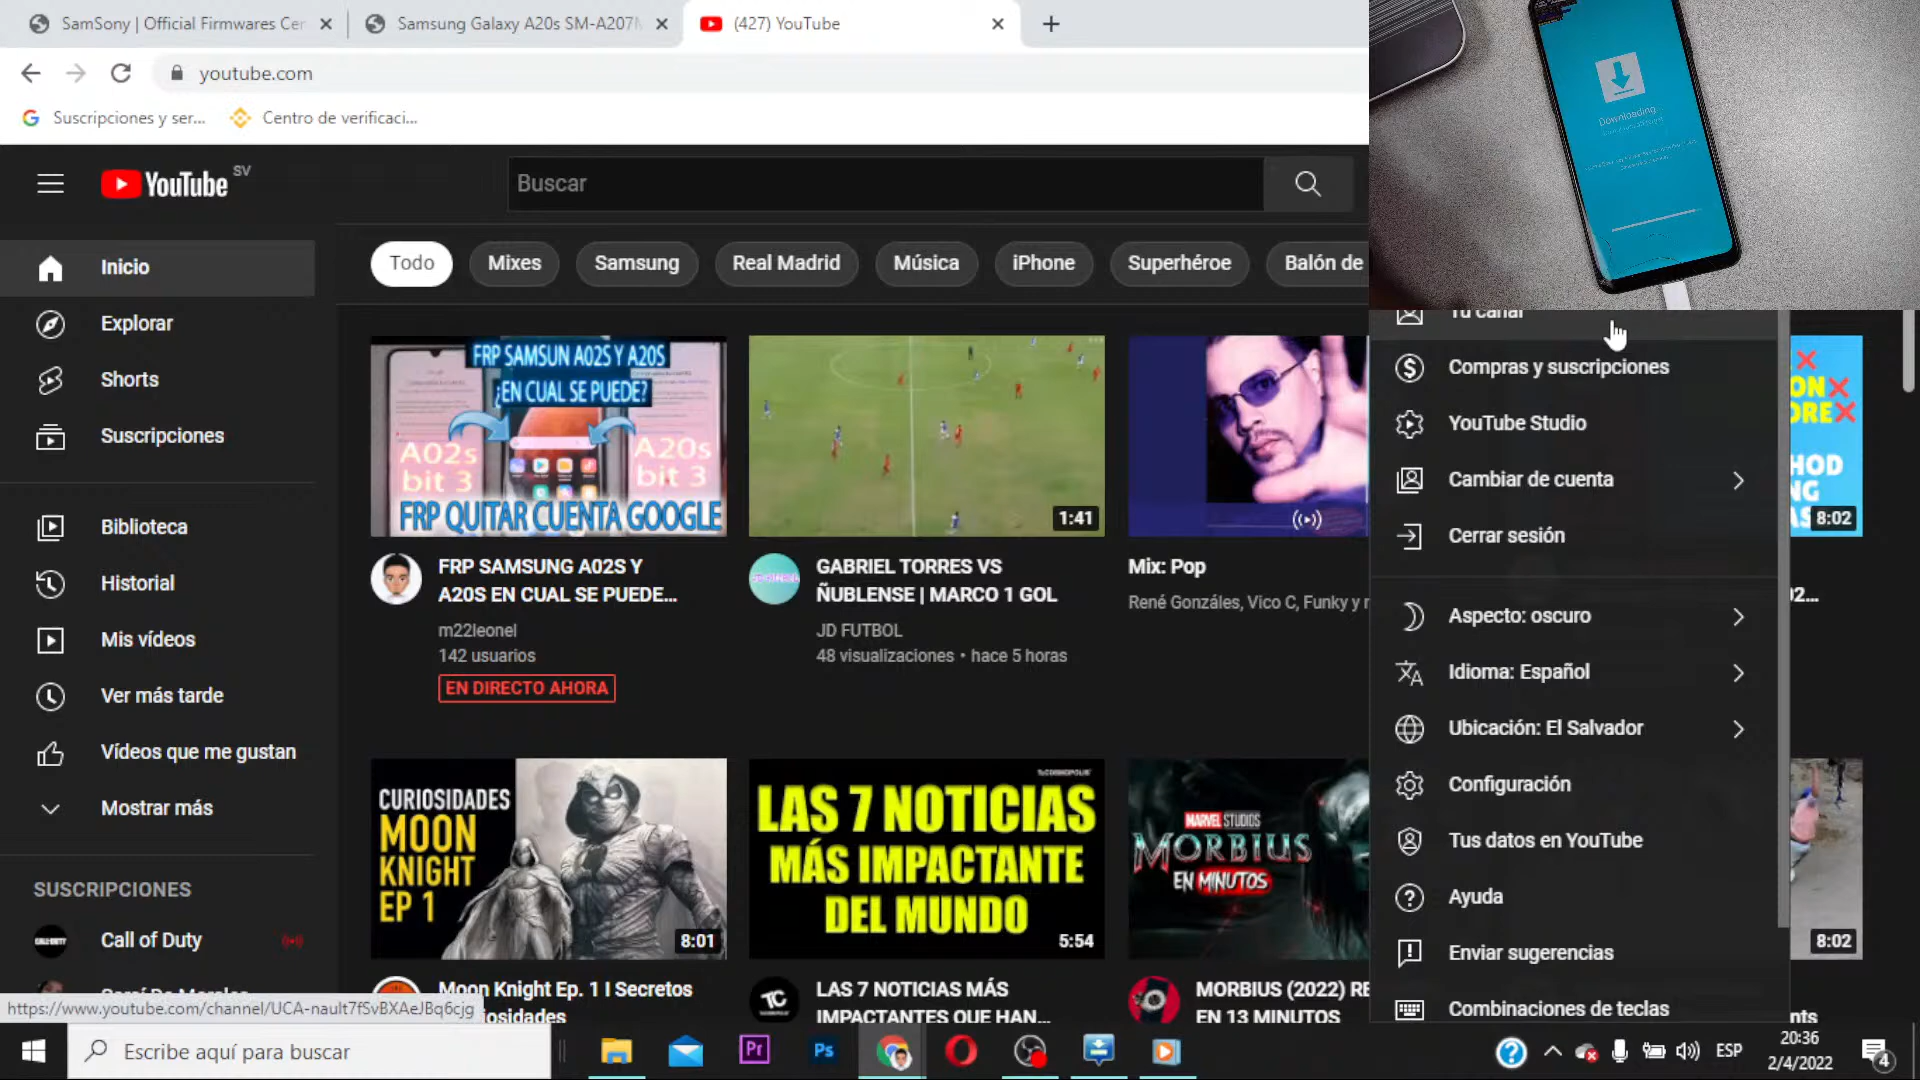 SamSony | Official Firmwares Cer
Samsung Galaxy A20s SM-A207
(427) YouTube
youtube.com
Suscripciones y ser...
Centro de verificaci...
YouTube SV
Buscar
Todo
Mixes
Samsung
Real Madrid
Música
iPhone
Superhéroe
Balón de
Inicio
Explorar
Shorts
Suscripciones
Biblioteca
Historial
Mis vídeos
Ver más tarde
Vídeos que me gustan
Mostrar más
SUSCRIPCIONES
Call of Duty
https://www.youtube.com/channel/UCA-nault7fSvBXAeJBq6cjg
FRP SAMSUN A02S Y A20S
¿EN CUAL SE PUEDE?
A02s
bit 3
A20s
bit 3
FRP QUITAR CUENTA GOOGLE
FRP SAMSUNG A02S Y
A20S EN CUAL SE PUEDE...
m22leonel
142 usuarios
EN DIRECTO AHORA
1:41
GABRIEL TORRES VS
ÑUBLENSE | MARCO 1 GOL
JD FUTBOL
48 visualizaciones • hace 5 horas
Mix: Pop
René Gonzáles, Vico C, Funky y
CURIOSIDADES
MOON
KNIGHT
EP 1
8:01
Moon Knight Ep. 1 I Secretos
iosidades
LAS 7 NOTICIAS
MÁS IMPACTANTE
DEL MUNDO
5:54
TC
LAS 7 NOTICIAS MÁS
IMPACTANTES QUE HAN...
MARVEL STUDIOS
MORBIUS
EN MINUTOS
MORBIUS (2022) RE
EN 13 MINUTOS
Downloading
Tu canal
Compras y suscripciones
YouTube Studio
Cambiar de cuenta
Cerrar sesión
Aspecto: oscuro
Idioma: Español
Ubicación: El Salvador
Configuración
Tus datos en YouTube
Ayuda
Enviar sugerencias
Combinaciones de teclas
8:02
8:02
Escribe aquí para buscar
Pr
Ps
ESP
20:36
2/4/2022
4